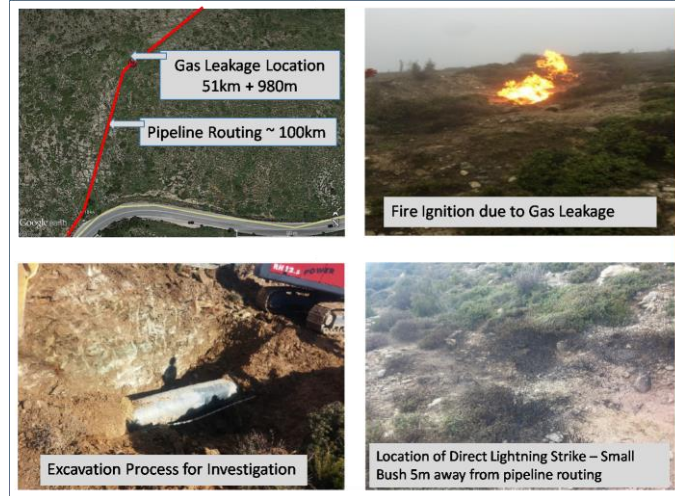 Gas Leakage Location
51km + 980m
Pipeline Routing ~ 100km
Google earth
Fire Ignition due to Gas Leakage
POWER
Excavation Process for Investigation
Location of Direct Lightning Strike – Small
Bush 5m away from pipeline routing